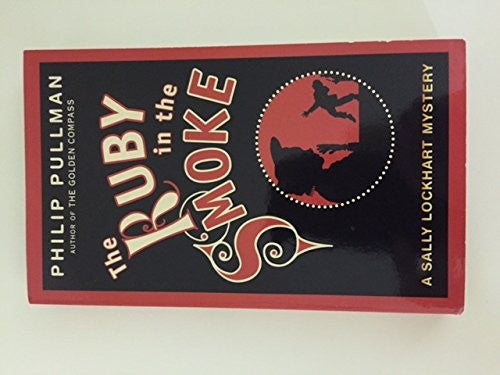 PHILIP PULLMAN
AUTHOR OF THE GOLDEN COMPASS
The
RUBY
in the
SMOKE
A SALLY LOCKHART MYSTERY